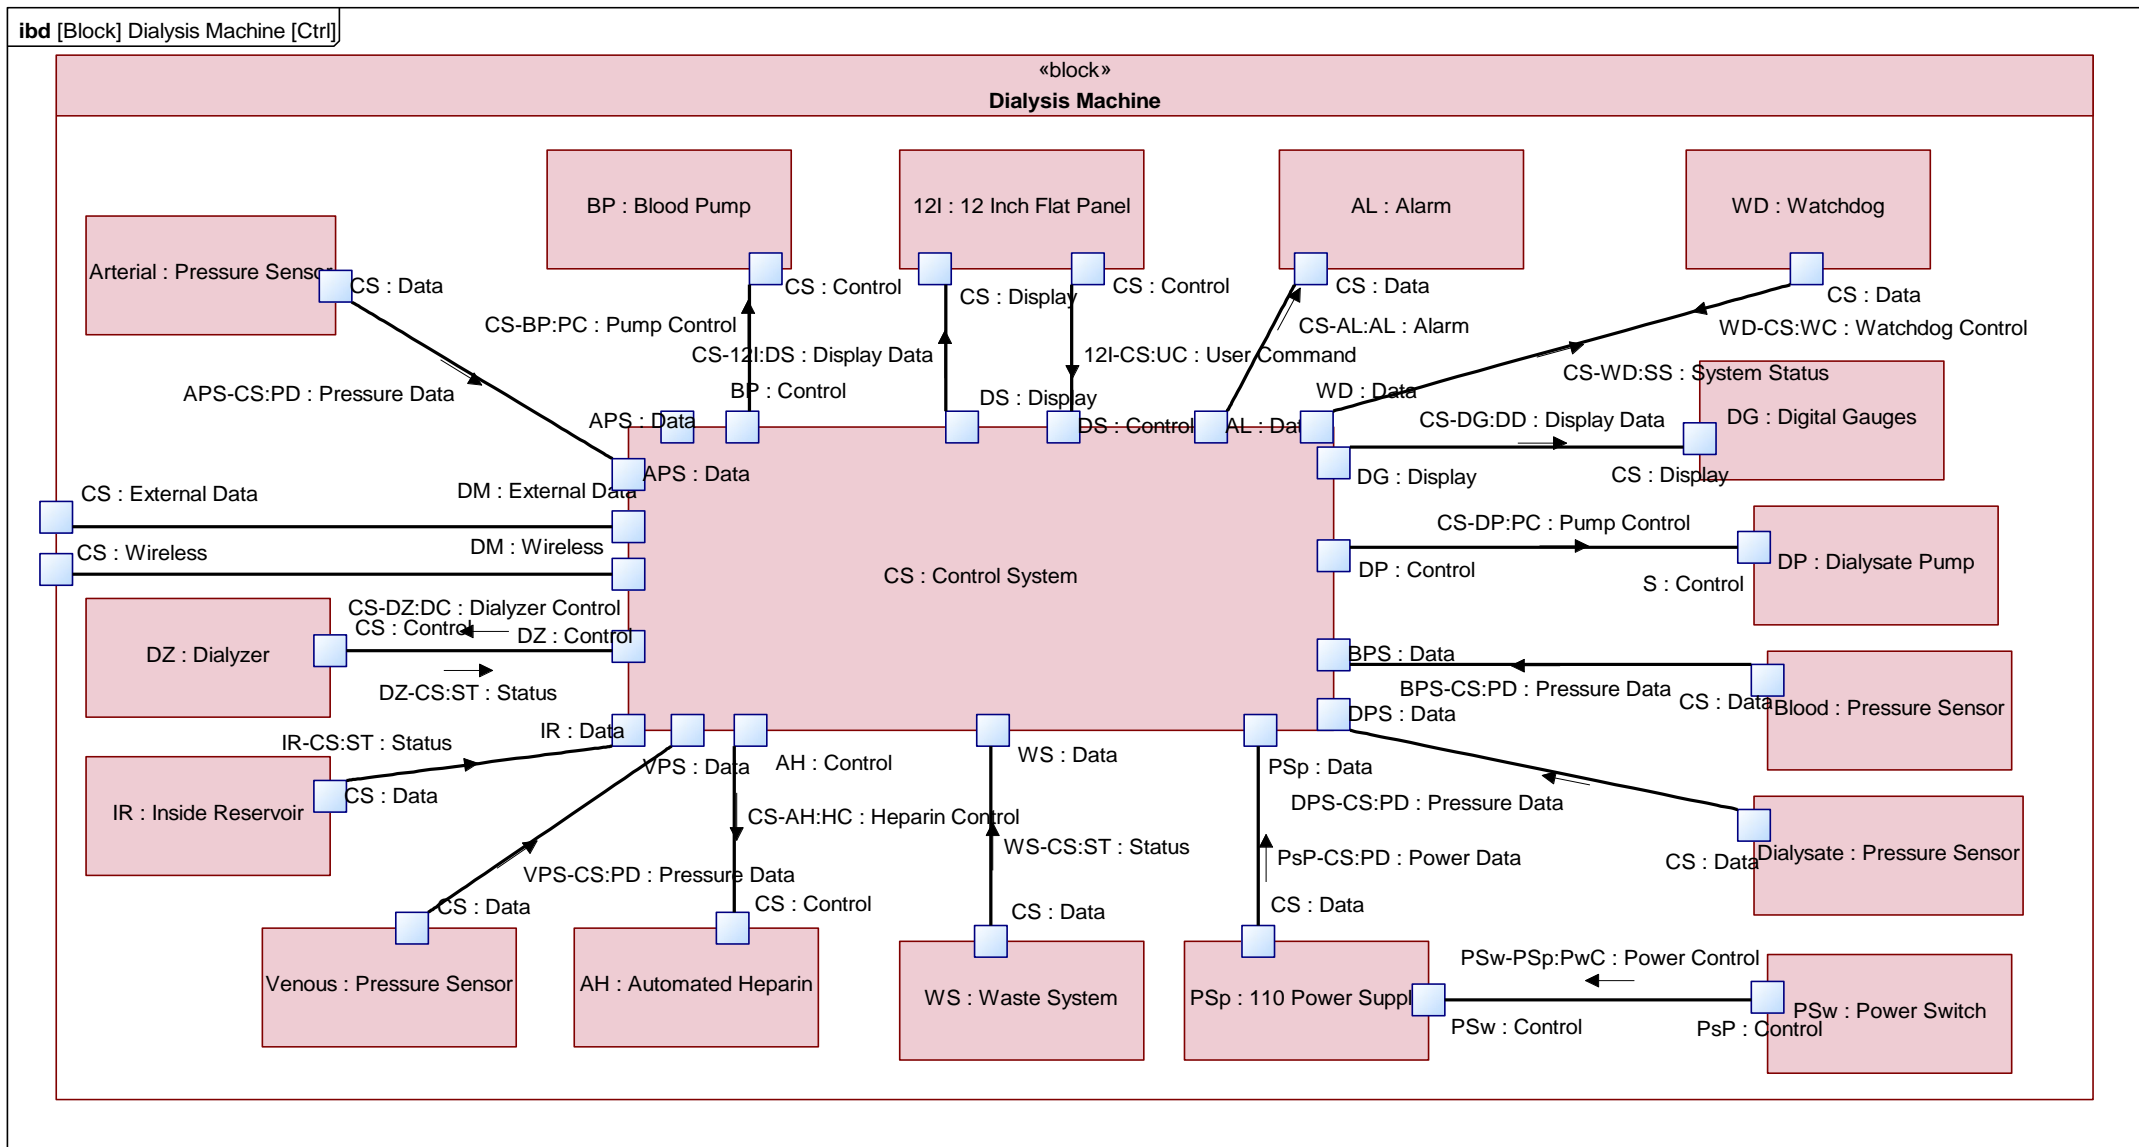 ibd [Block] Dialysis Machine [Ctrl]
«block»
Dialysis Machine
BP : Blood Pump
12I : 12 Inch Flat Panel
AL : Alarm
WD : Watchdog
Arterial : Pressure Sensor
CS : Data
CS : Control
CS : Display
CS : Control
CS : Data
CS : Data
CS-BP:PC : Pump Control
CS-12I:DS : Display Data
12I-CS:UC : User Command
CS-AL:AL : Alarm
WD-CS:WC : Watchdog Control
CS-WD:SS : System Status
APS-CS:PD : Pressure Data
BP : Control
DS : Display
WD : Data
APS : Data
DS : Control
AL : Data
CS-DG:DD : Display Data
DG : Digital Gauges
APS : Data
DG : Display
CS : Display
CS : External Data
DM : External Data
CS : Wireless
DM : Wireless
CS-DP:PC : Pump Control
DP : Control
S : Control
DP : Dialysate Pump
CS : Control System
CS-DZ:DC : Dialyzer Control
CS : Control
DZ : Control
DZ : Dialyzer
DZ-CS:ST : Status
BPS : Data
BPS-CS:PD : Pressure Data
CS : Data
Blood : Pressure Sensor
DPS : Data
IR : Data
IR-CS:ST : Status
VPS : Data
AH : Control
WS : Data
PSp : Data
CS : Data
IR : Inside Reservoir
CS-AH:HC : Heparin Control
WS-CS:ST : Status
DPS-CS:PD : Pressure Data
PsP-CS:PD : Power Data
CS : Data
Dialysate : Pressure Sensor
VPS-CS:PD : Pressure Data
CS : Data
CS : Control
CS : Data
CS : Data
Venous : Pressure Sensor
AH : Automated Heparin
WS : Waste System
PSp : 110 Power Suppl
PSw-PSp:PwC : Power Control
PSw : Control
PsP : Control
PSw : Power Switch